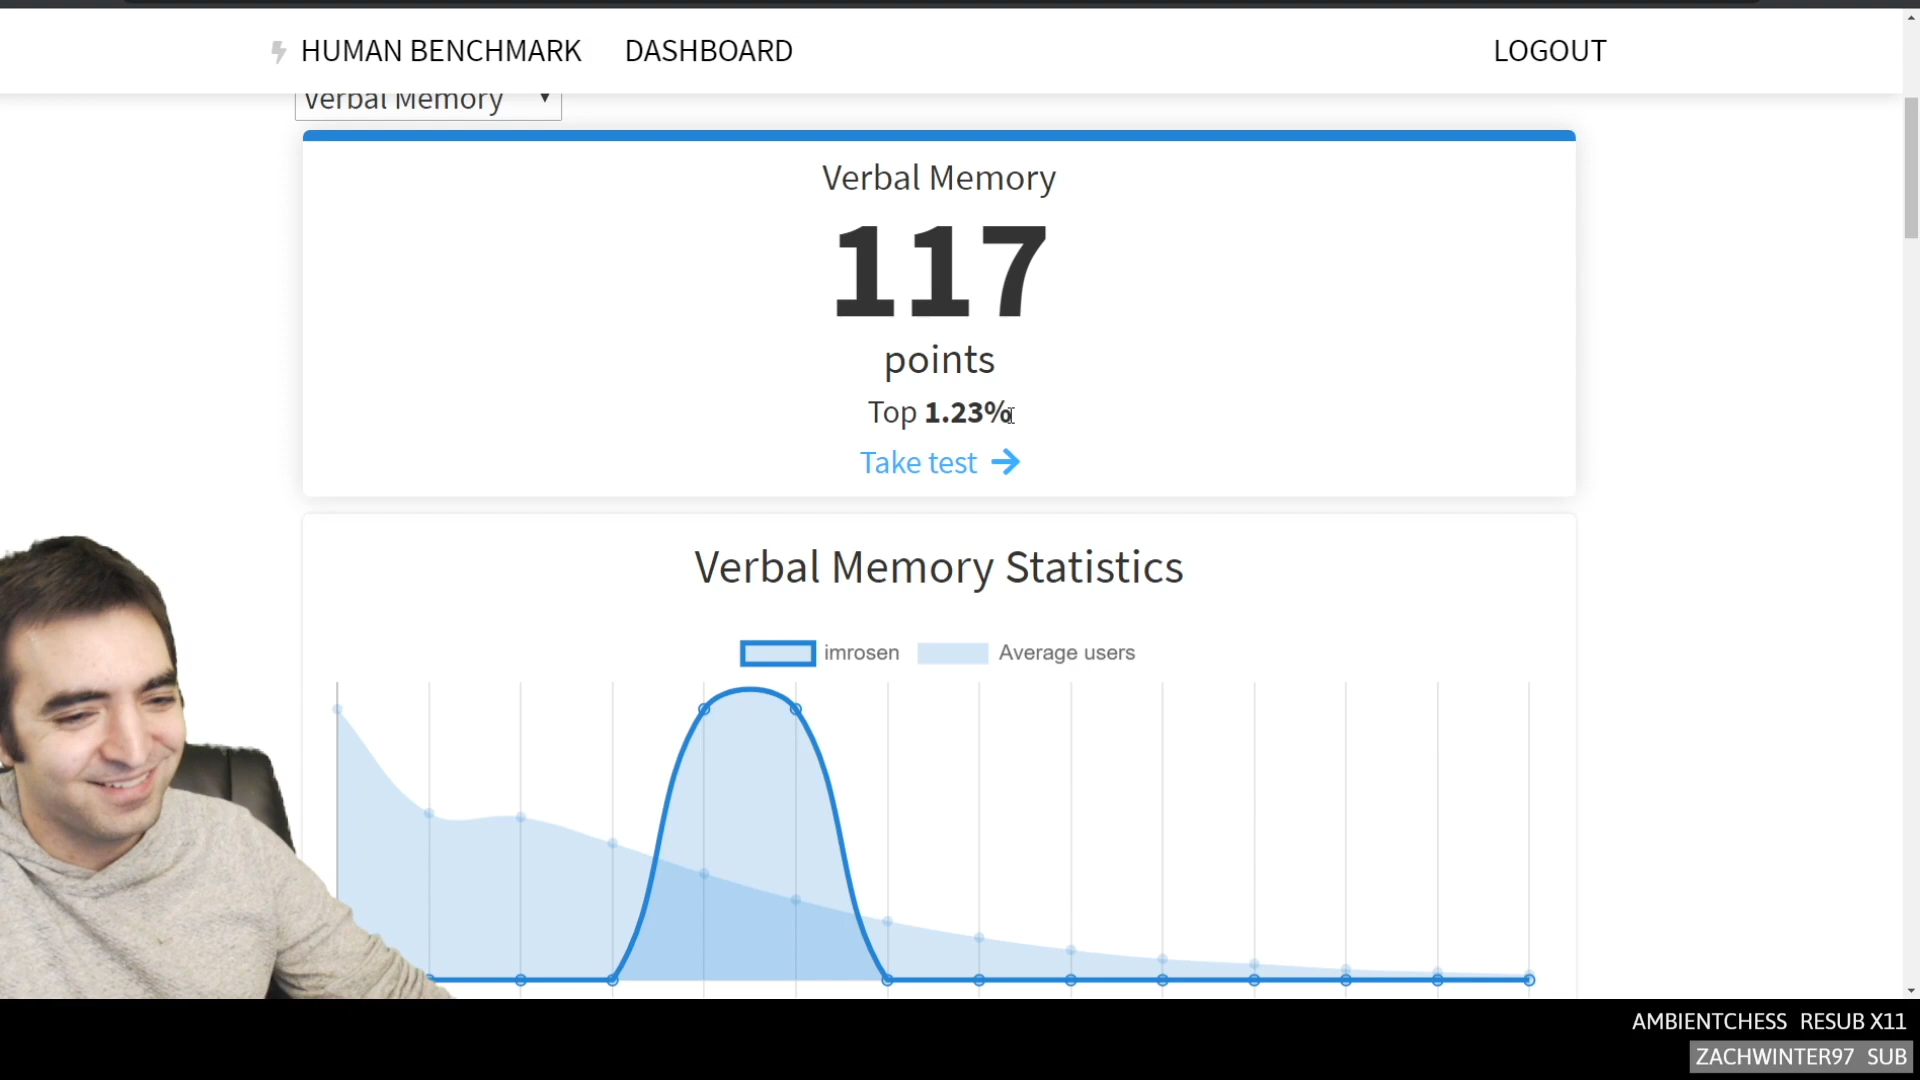 HUMAN BENCHMARK DASHBOARD LOGOUT
Verbal Memory
Verbal Memory
117
points
Top 1.23%
Take test
Verbal Memory Statistics
imrosen Average users
AMBIENTCHESS RESUB X11
ZACHWINTER97 SUB